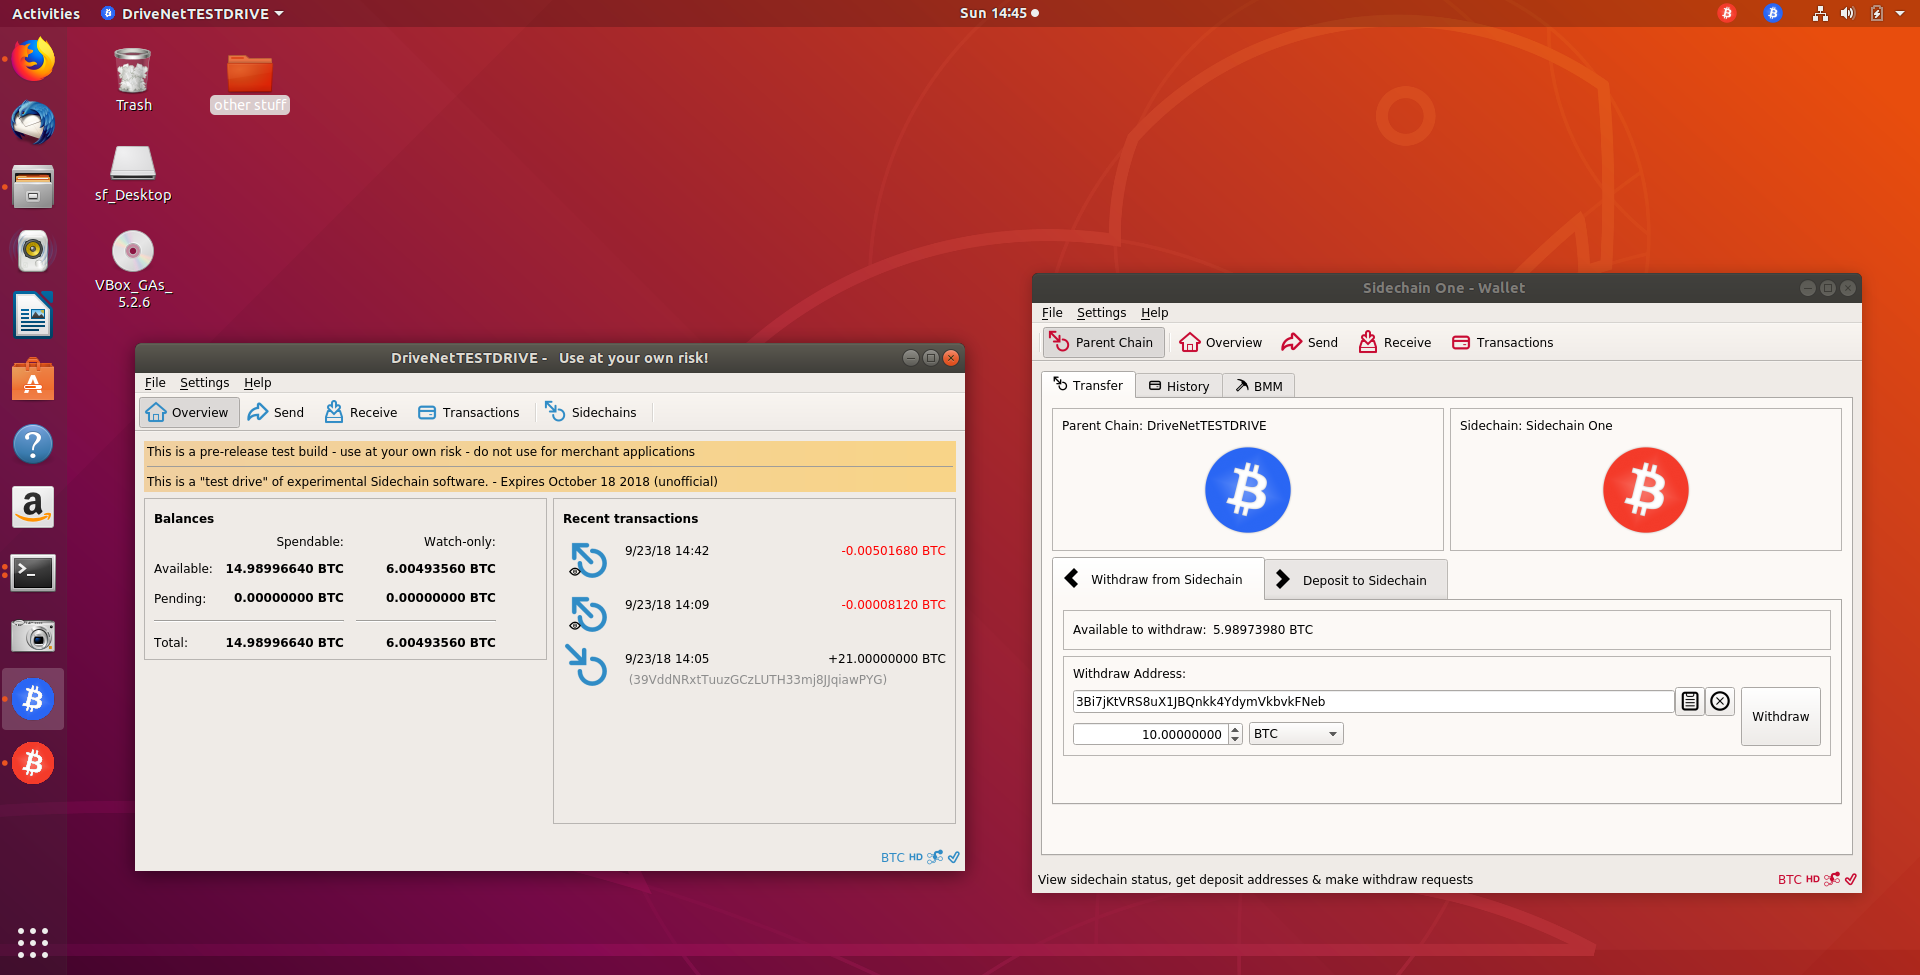 Activities
DriveNetTESTDRIVE
Sun 14:45
Trash
other stuff
sf_Desktop
VBox_GAs_
5.2.6
DriveNetTESTDRIVE - Use at your own risk!
File Settings Help
Overview Send Receive Transactions Sidechains
This is a pre-release test build - use at your own risk - do not use for merchant applications
This is a "test drive" of experimental Sidechain software. - Expires October 18 2018 (unofficial)
Balances
Spendable: Watch-only:
Available: 14.98996640 BTC 6.00493560 BTC
Pending: 0.00000000 BTC 0.00000000 BTC
Total: 14.98996640 BTC 6.00493560 BTC
Recent transactions
9/23/18 14:42 -0.00501680 BTC
9/23/18 14:09 -0.00008120 BTC
9/23/18 14:05 +21.00000000 BTC
(39VddNRxtTuuzGCzLUTH33mj8JJqiawPYG)
BTC HD
Sidechain One - Wallet
File Settings Help
Parent Chain Overview Send Receive Transactions
Transfer History BMM
Parent Chain: DriveNetTESTDRIVE
Sidechain: Sidechain One
Withdraw from Sidechain Deposit to Sidechain
Available to withdraw: 5.98973980 BTC
Withdraw Address:
3Bi7jKtVRS8uX1JBQnkk4YdymVkbvkFNeb
Withdraw
10.00000000 BTC
View sidechain status, get deposit addresses & make withdraw requests
BTC HD